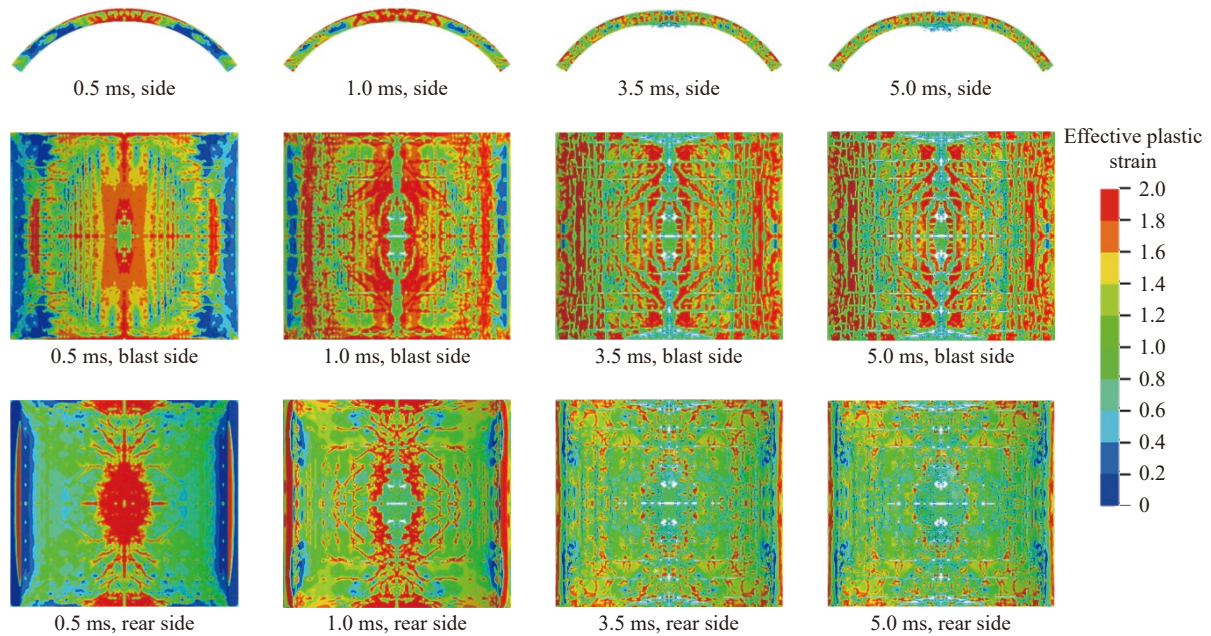 0.5 ms, side
1.0 ms, side
3.5 ms, side
5.0 ms, side
0.5 ms, blast side
1.0 ms, blast side
3.5 ms, blast side
5.0 ms, blast side
0.5 ms, rear side
1.0 ms, rear side
3.5 ms, rear side
5.0 ms, rear side
Effective plastic
strain
2.0
1.8
1.6
1.4
1.2
1.0
0.8
0.6
0.4
0.2
0